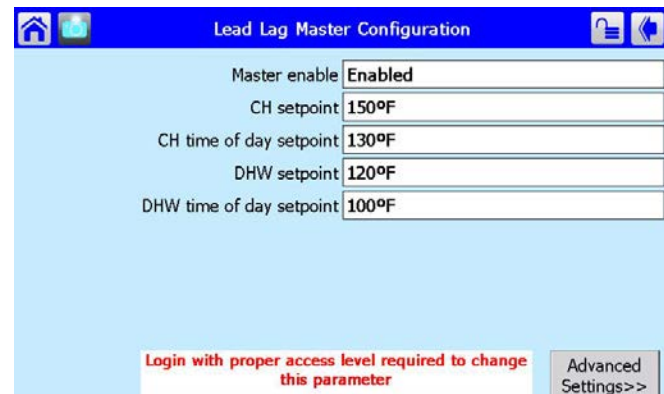 Lead Lag Master Configuration
Master enable Enabled
CH setpoint 150ºF
CH time of day setpoint 130ºF
DHW setpoint 120ºF
DHW time of day setpoint 100ºF
Login with proper access level required to change
this parameter
Advanced
Settings>>